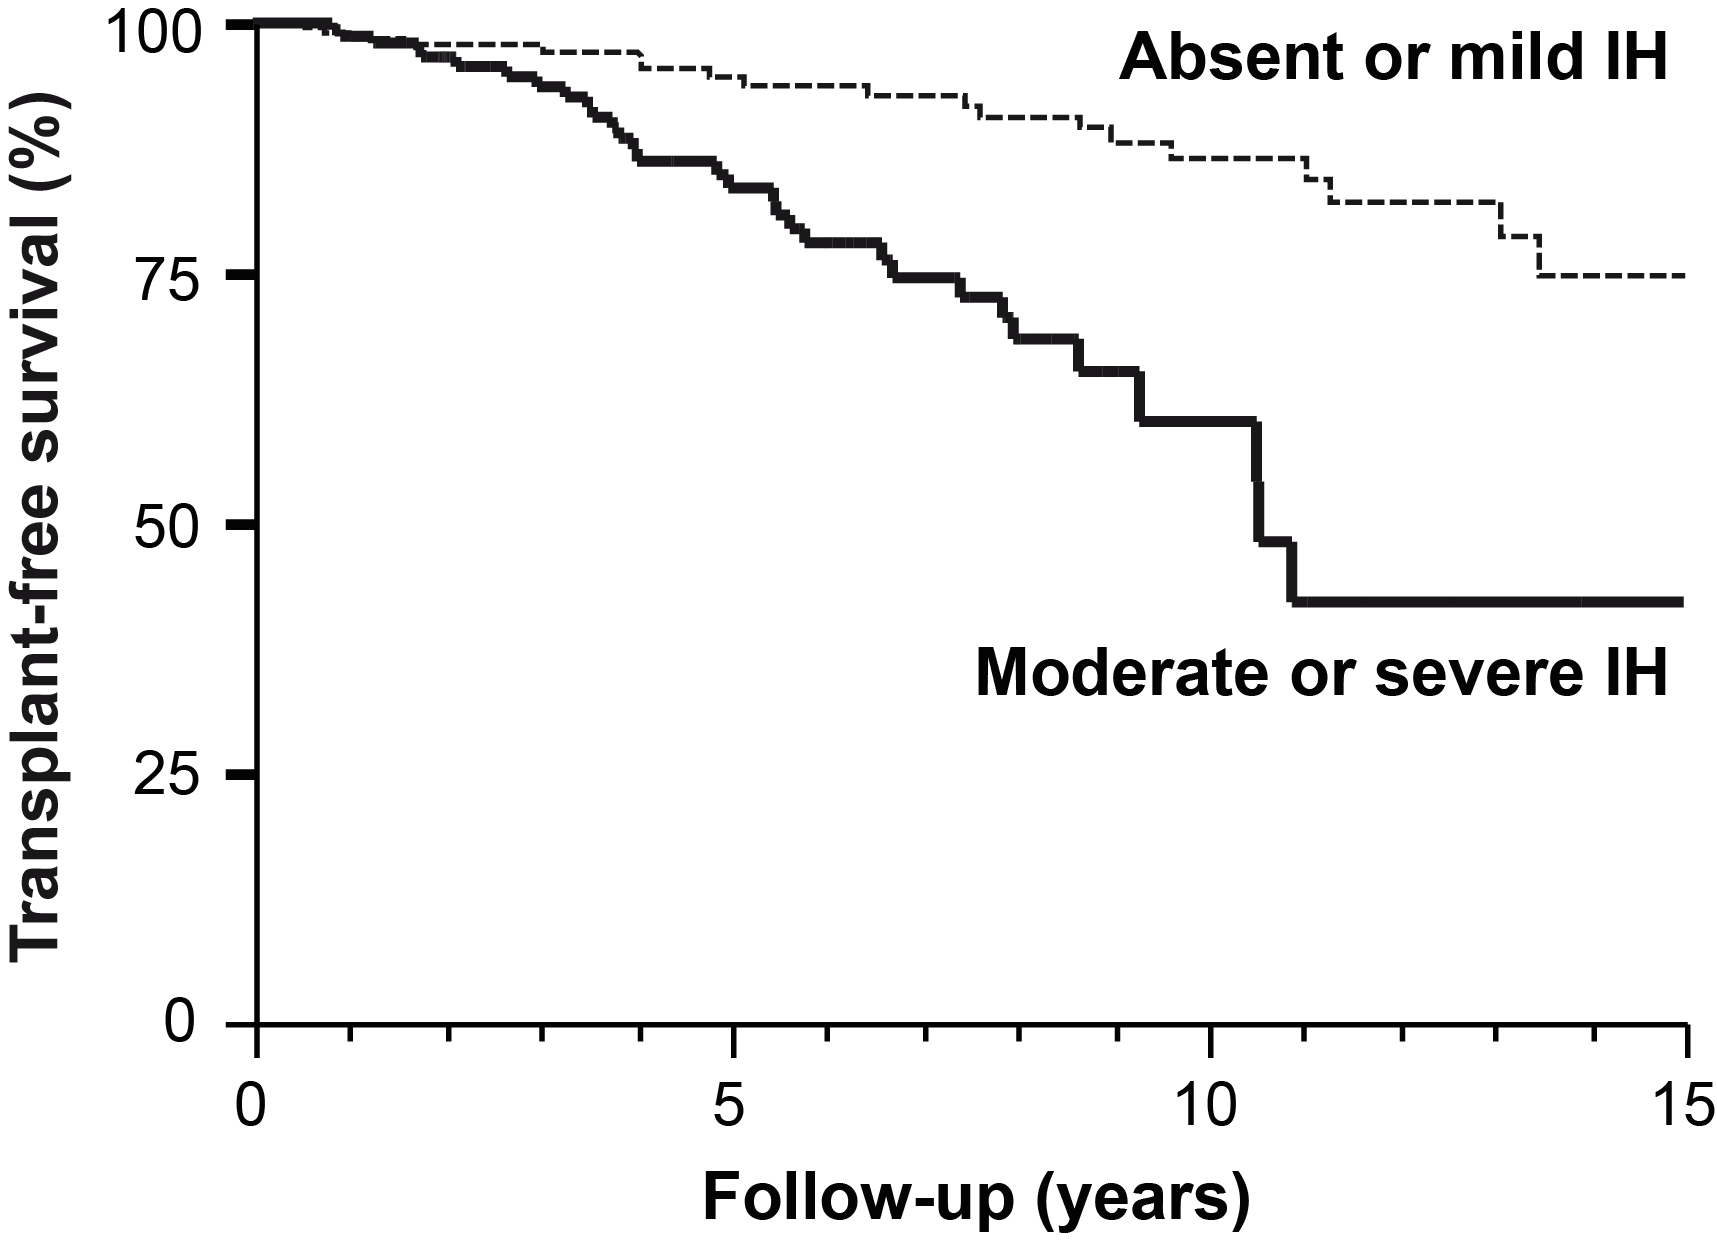 Transplant-free survival (%)
100
75
50
25
0
Absent or mild IH
Moderate or severe IH
0 5 10 15
Follow-up (years)